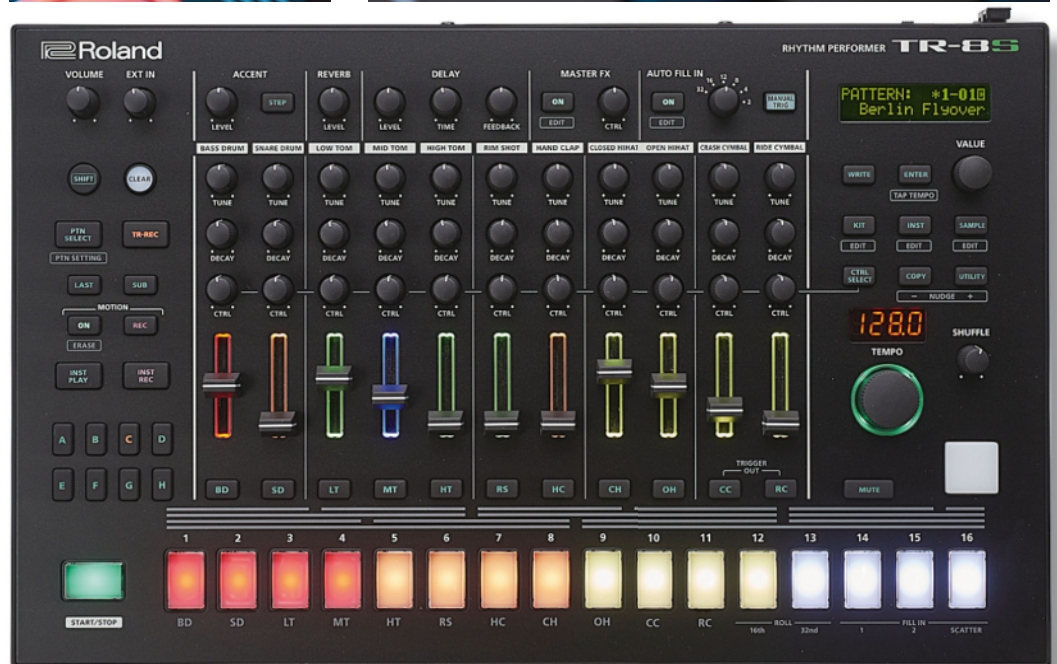 Roland
RHYTHM PERFORMER TR-8S
VOLUME EXT IN ACCENT REVERB DELAY MASTER FX AUTO FILL IN
STEP ON ON 32 16 12 8 4 2 MANUAL TRIG
LEVEL LEVEL LEVEL TIME FEEDBACK EDIT CTRL EDIT
PATTERN: *1-01
Berlin Flyover
BASS DRUM SNARE DRUM LOW TOM MID TOM HIGH TOM RIM SHOT HAND CLAP CLOSED HIHAT OPEN HIHAT CRASH CYMBAL RIDE CYMBAL
VALUE
SHIFT CLEAR
WRITE ENTER
TAP TEMPO
TUNE TUNE TUNE TUNE TUNE TUNE TUNE TUNE TUNE TUNE TUNE
PTN SELECT TR-REC
PTN SETTING
KIT INST SAMPLE
EDIT EDIT EDIT
DECAY DECAY DECAY DECAY DECAY DECAY DECAY DECAY DECAY DECAY DECAY
LAST SUB
CTRL SELECT COPY UTILITY
− NUDGE +
MOTION
ON REC
ERASE
CTRL CTRL CTRL CTRL CTRL CTRL CTRL CTRL CTRL CTRL CTRL
128.0
TEMPO
SHUFFLE
INST PLAY INST REC
A B C D
E F G H
TRIGGER OUT
BD SD LT MT HT RS HC CH OH CC RC MUTE
1 2 3 4 5 6 7 8 9 10 11 12 13 14 15 16
START/STOP
BD SD LT MT HT RS HC CH OH CC RC
16th ROLL 32nd
1 FILL IN 2 SCATTER